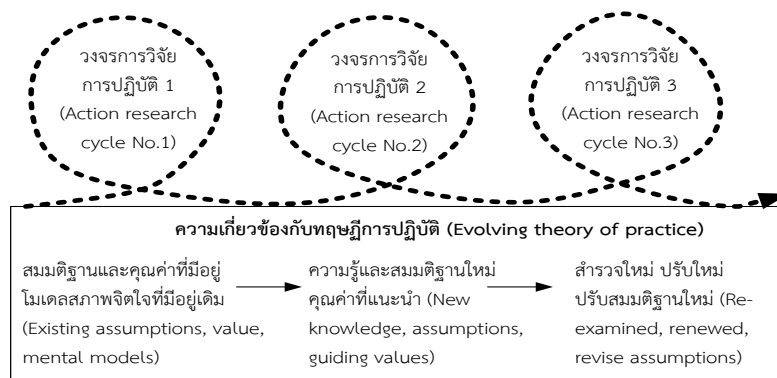 วงจรการวิจัย
การปฏิบัติ 1
(Action research
cycle No.1)
วงจรการวิจัย
การปฏิบัติ 2
(Action research
cycle No.2)
วงจรการวิจัย
การปฏิบัติ 3
(Action research
cycle No.3)
ความเกี่ยวข้องกับทฤษฏีการปฏิบัติ (Evolving theory of practice)
สมมติฐานและคุณค่าที่มีอยู่
โมเดลสภาพจิตใจที่มีอยู่เดิม
(Existing assumptions, value,
mental models)
ความรู้และสมมติฐานใหม่
คุณค่าที่แนะนำ (New
knowledge, assumptions,
guiding values)
สำรวจใหม่ ปรับใหม่
ปรับสมมติฐานใหม่ (Re-
examined, renewed,
revise assumptions)